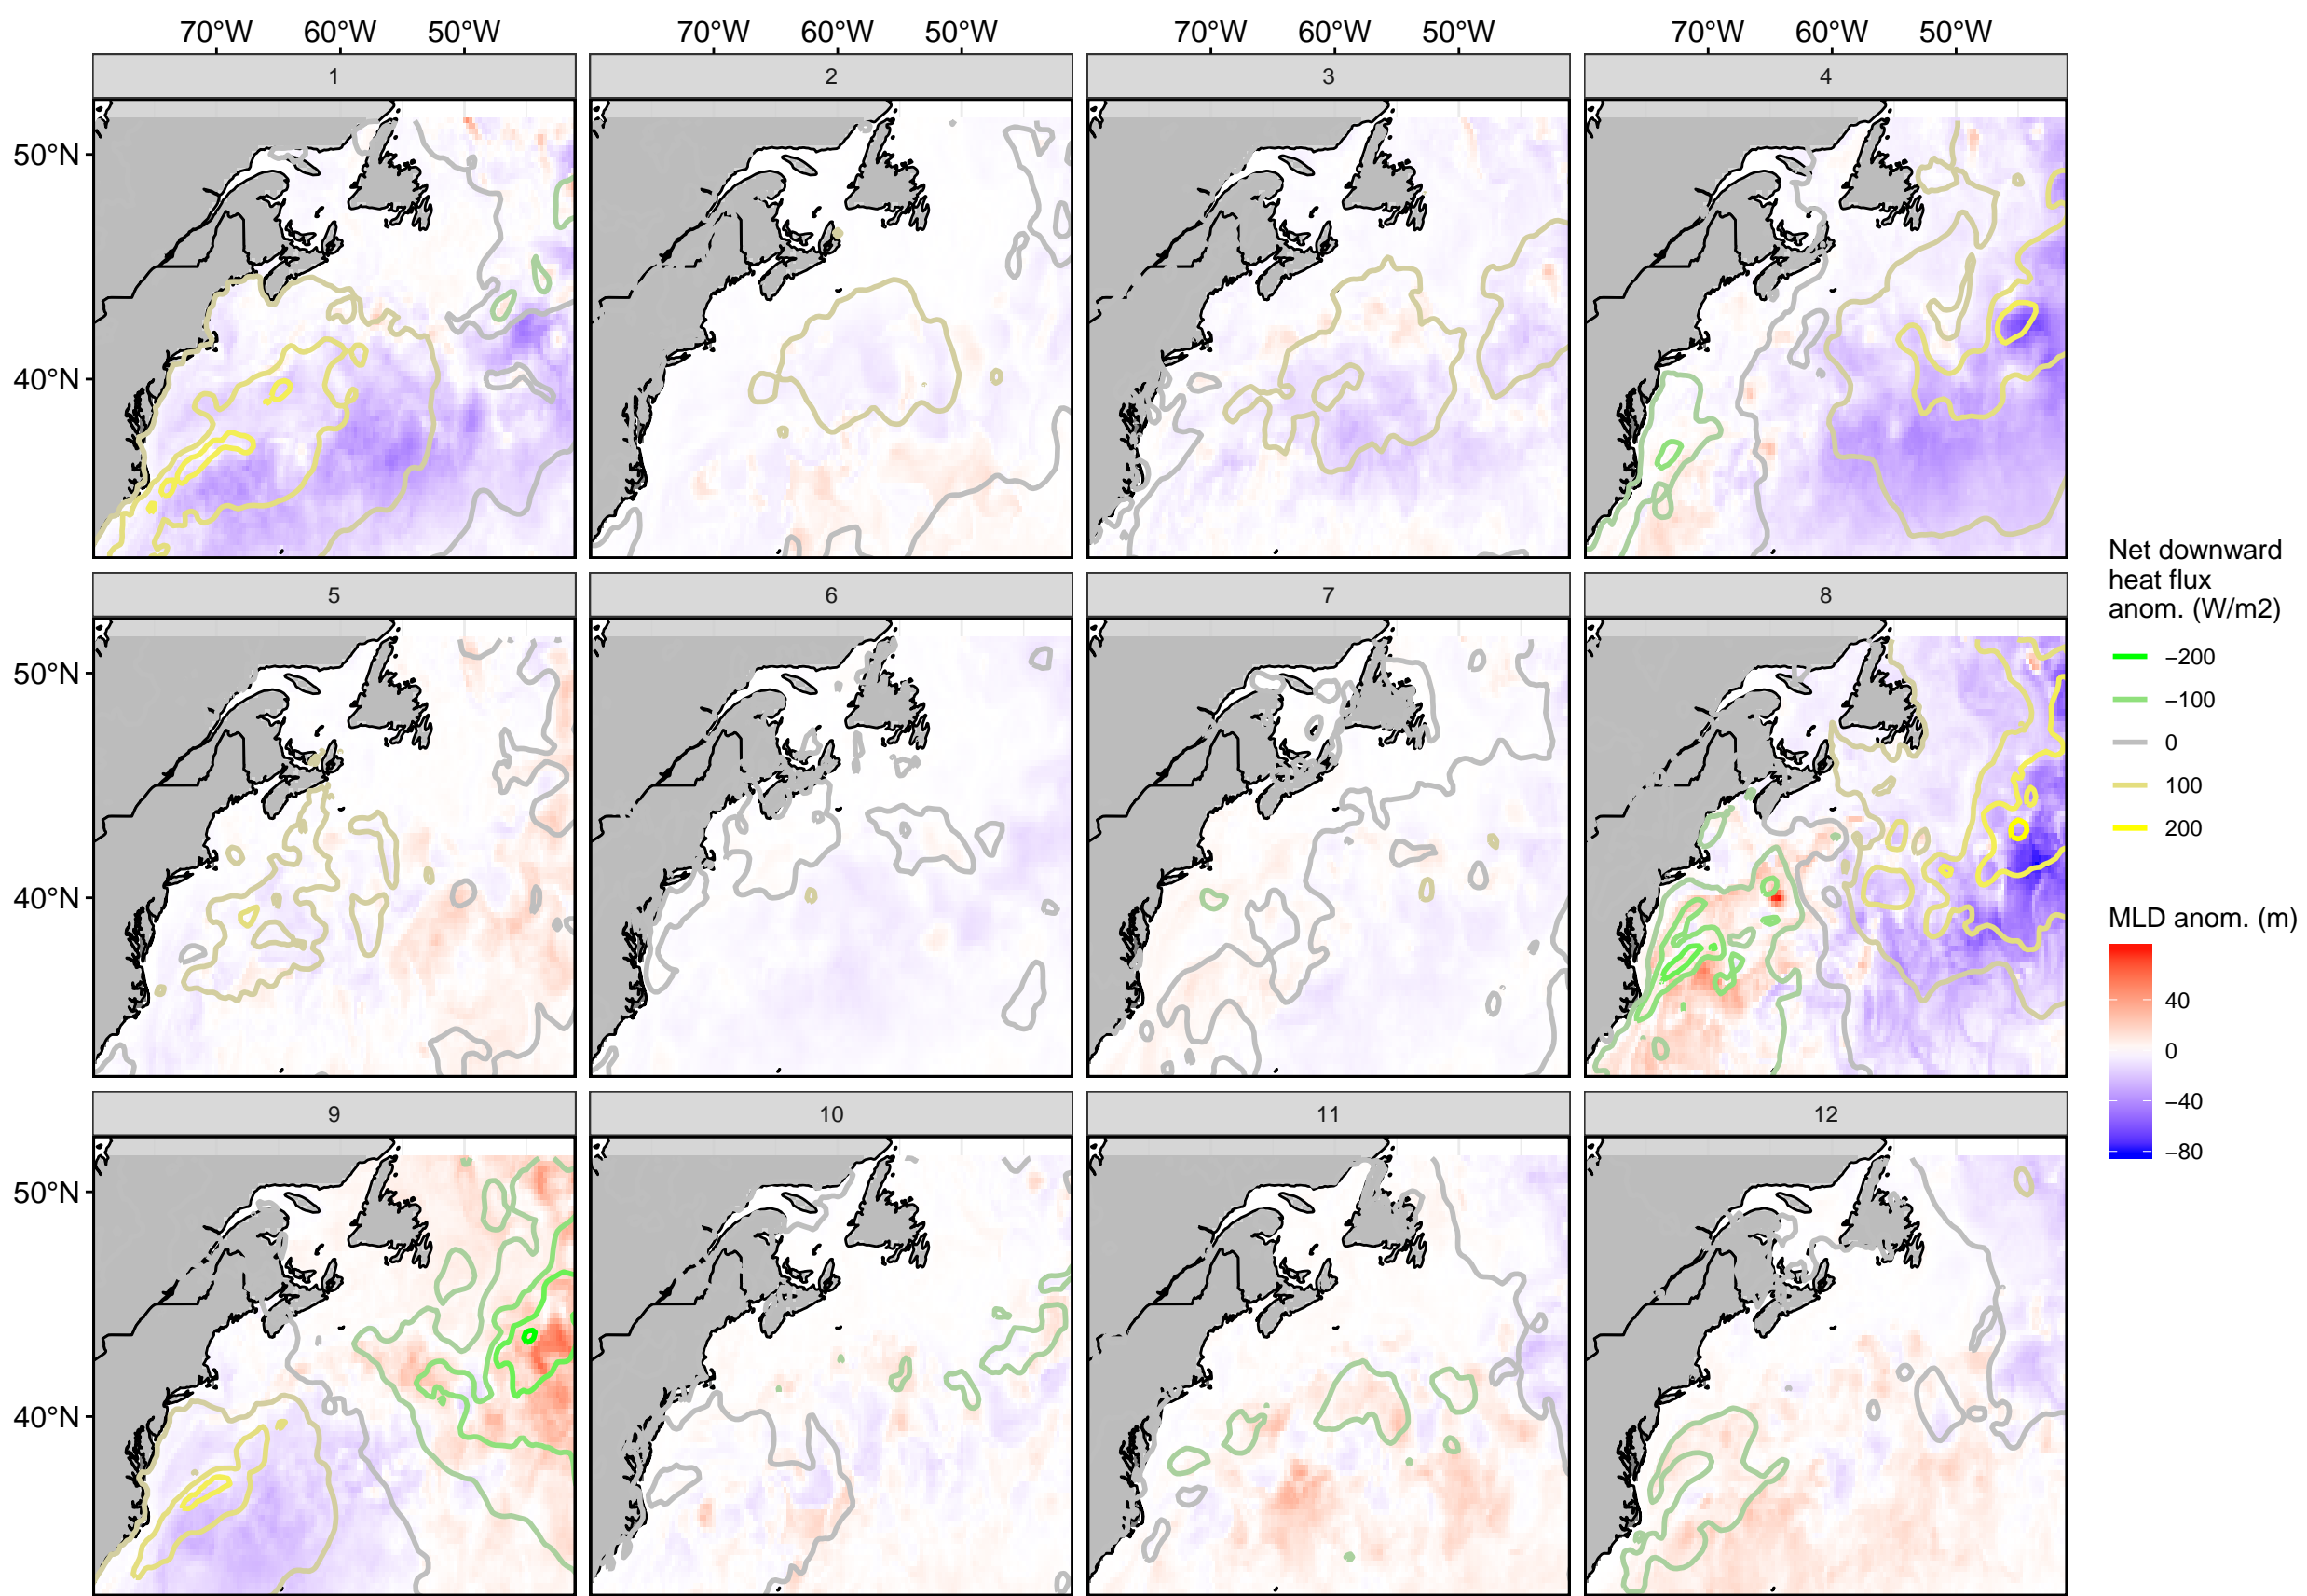 70°W 60°W 50°W 70°W 60°W 50°W 70°W 60°W 50°W 70°W 60°W 50°W
1 2 3 4
50°N
40°N
5 6 7 8
50°N
40°N
9 10 11 12
50°N
40°N
Net downward
heat flux
anom. (W/m2)
−200
−100
0
100
200
MLD anom. (m)
40
0
−40
−80